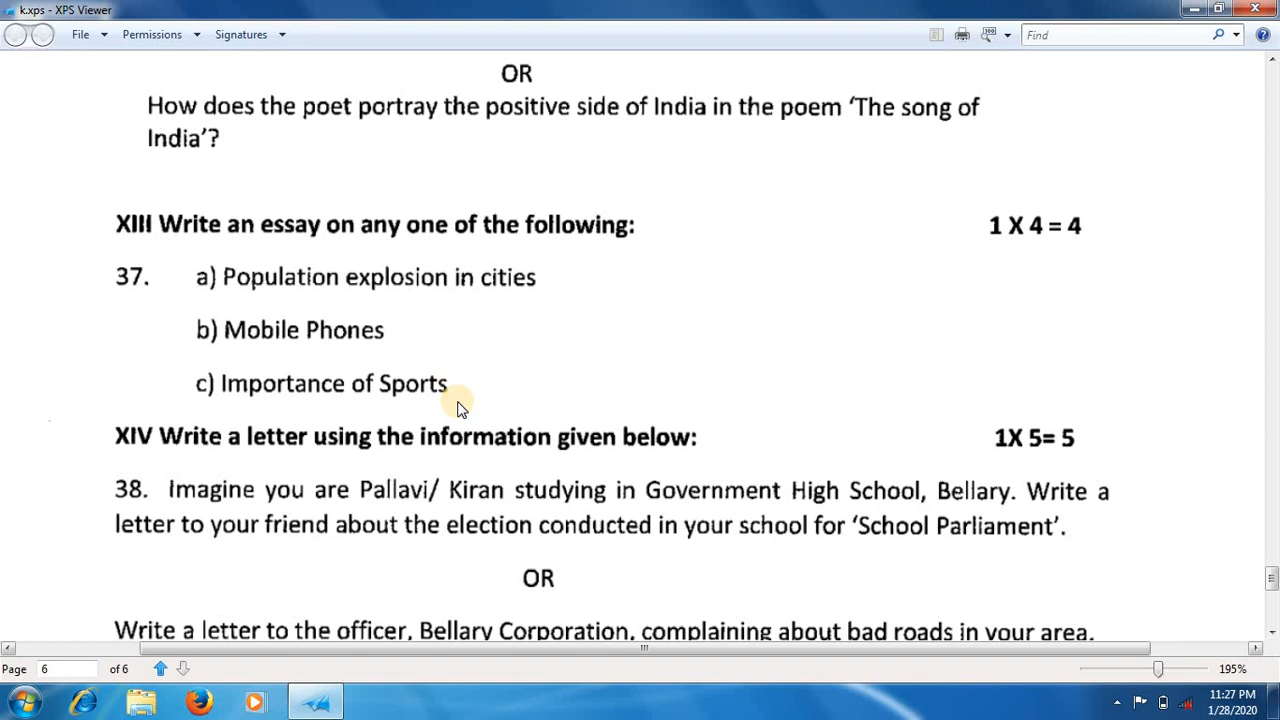 k.xps - XPS Viewer
File Permissions Signatures Find
OR
How does the poet portray the positive side of India in the poem ‘The song of
India’?
XIII Write an essay on any one of the following: 1 X 4 = 4
37. a) Population explosion in cities
b) Mobile Phones
c) Importance of Sports
XIV Write a letter using the information given below: 1X 5= 5
38. Imagine you are Pallavi/ Kiran studying in Government High School, Bellary. Write a
letter to your friend about the election conducted in your school for ‘School Parliament’.
OR
Write a letter to the officer, Bellary Corporation, complaining about bad roads in your area.
Page 6 of 6 195%
11:27 PM
1/28/2020